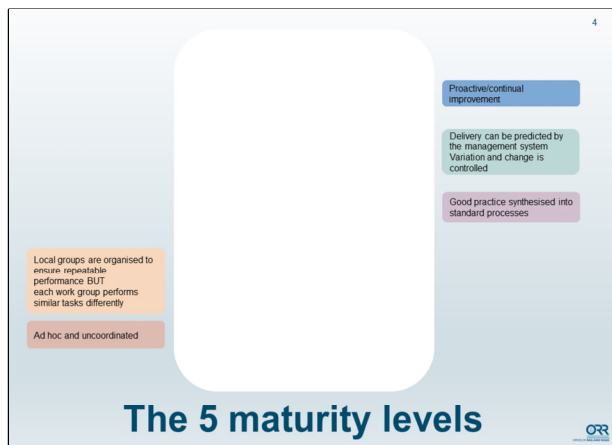 4
Proactive/continual
improvement
Delivery can be predicted by
the management system
Variation and change is
controlled
Good practice synthesised into
standard processes
Local groups are organised to
ensure repeatable
performance BUT
each work group performs
similar tasks differently
Ad hoc and uncoordinated
The 5 maturity levels
ORR